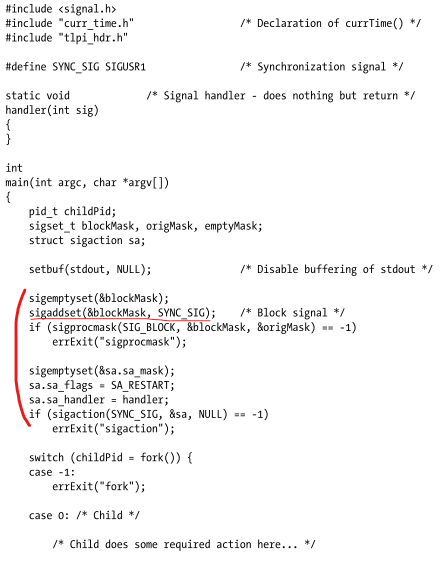 #include <signal.h>
#include "curr_time.h" /* Declaration of currTime() */
#include "tlpi_hdr.h"
#define SYNC_SIG SIGUSR1 /* Synchronization signal */
static void /* Signal handler - does nothing but return */
handler(int sig)
{
}
int
main(int argc, char *argv[])
{
pid_t childPid;
sigset_t blockMask, origMask, emptyMask;
struct sigaction sa;
setbuf(stdout, NULL); /* Disable buffering of stdout */
sigemptyset(&blockMask);
sigaddset(&blockMask, SYNC_SIG); /* Block signal */
if (sigprocmask(SIG_BLOCK, &blockMask, &origMask) == -1)
errExit("sigprocmask");
sigemptyset(&sa.sa_mask);
sa.sa_flags = SA_RESTART;
sa.sa_handler = handler;
if (sigaction(SYNC_SIG, &sa, NULL) == -1)
errExit("sigaction");
switch (childPid = fork()) {
case -1:
errExit("fork");
case 0: /* Child */
/* Child does some required action here... */